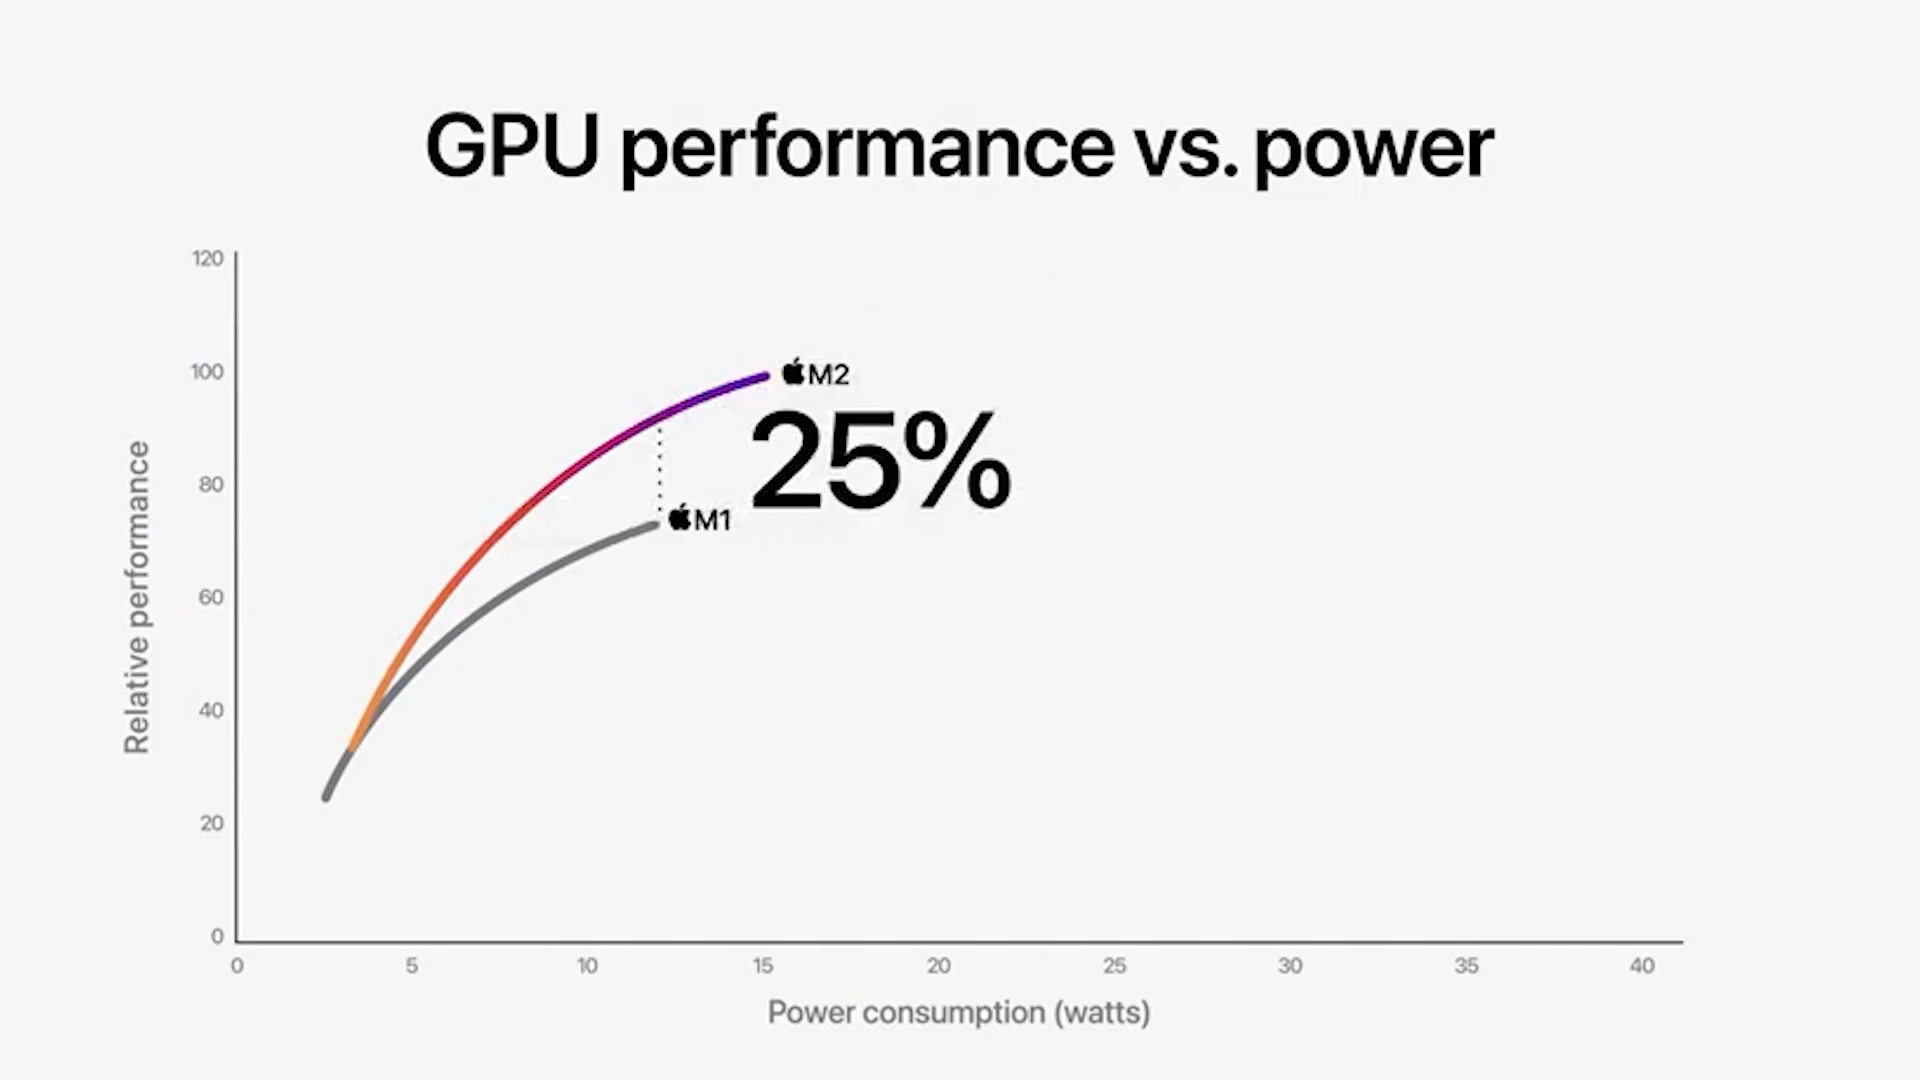 GPU performance vs. power
120
100
80
60
40
20
0
Relative performance
M2
25%
M1
0 5 10 15 20 25 30 35 40
Power consumption (watts)